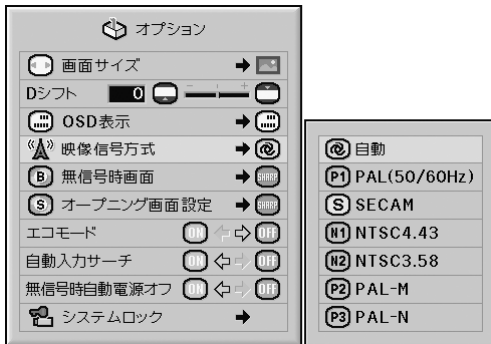 オプション
画面サイズ
Dシフト 0 - +
OSD表示
映像信号方式
B 無信号時画面 SHARP
S オープニング画面設定 SHARP
エコモード ON OFF
自動入力サーチ ON OFF
無信号時自動電源オフ ON OFF
システムロック
自動
P1 PAL(50/60Hz)
S SECAM
N1 NTSC4.43
N2 NTSC3.58
P2 PAL-M
P3 PAL-N